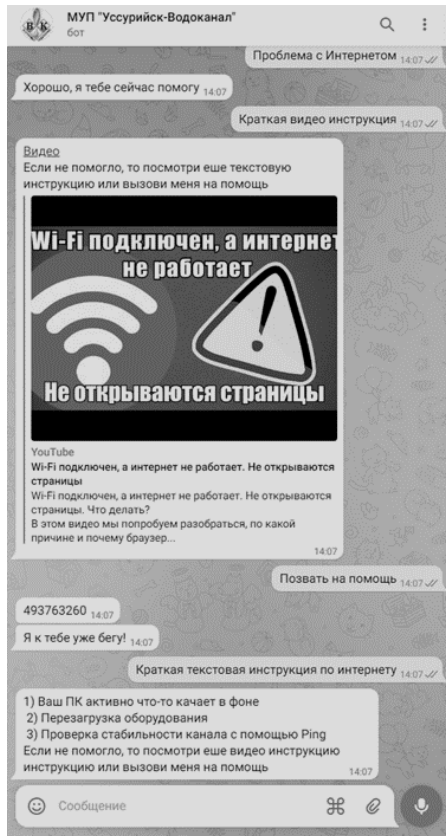 МУП "Уссурийск-Водоканал"
бот
Проблема с Интернетом 14:07
Хорошо, я тебе сейчас помогу 14:07
Краткая видео инструкция 14:07
Видео
Если не помогло, то посмотри еше текстовую
инструкцию или вызови меня на помощь
Wi-Fi подключен, а интернет
не работает
Не открываются страницы
YouTube
Wi-Fi подключен, а интернет не работает. Не открываются
страницы
Wi-Fi подключен, а интернет не работает. Не открываются
страницы. Что делать?
В этом видео мы попробуем разобраться, по какой
причине и почему браузер...
14:07
Позвать на помощь 14:07
493763260 14:07
Я к тебе уже бегу! 14:07
Краткая текстовая инструкция по интернету 14:07
1) Ваш ПК активно что-то качает в фоне
2) Перезагрузка оборудования
3) Проверка стабильности канала с помощью Ping
Если не помогло, то посмотри еше видео инструкцию
инструкцию или вызови меня на помощь 14:07
Сообщение